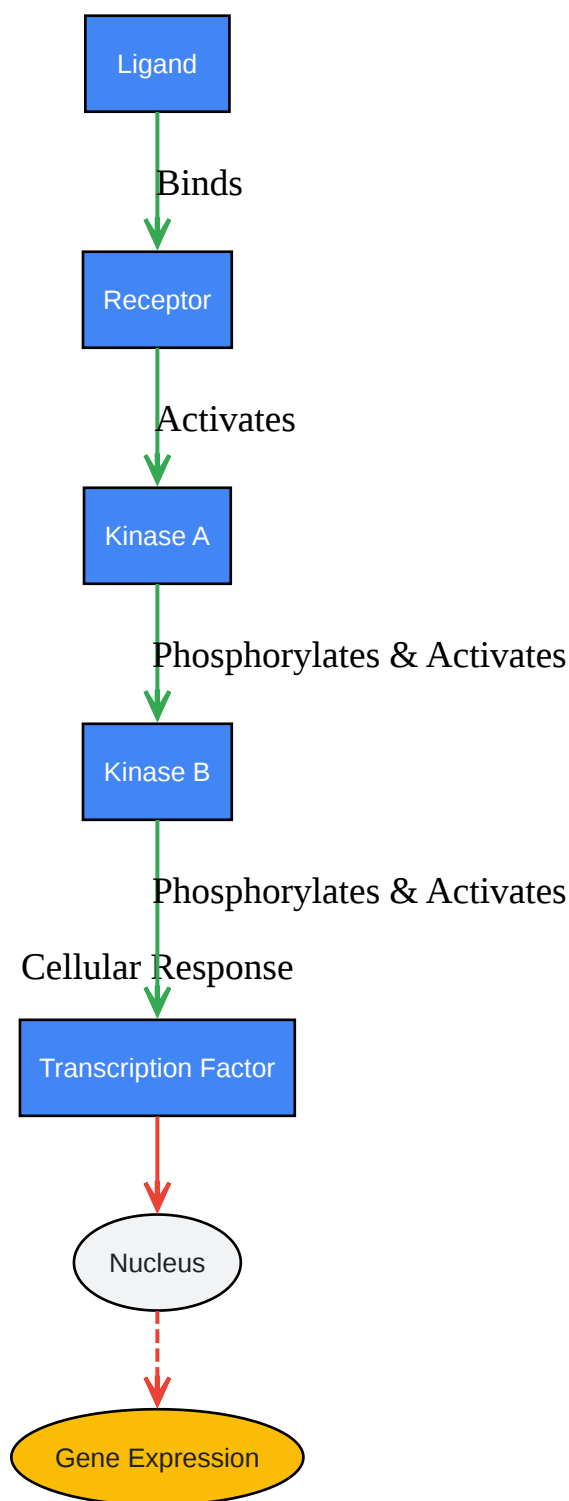 Ligand
Binds
Receptor
Activates
Kinase A
Phosphorylates & Activates
Kinase B
Phosphorylates & Activates
Cellular Response
Transcription Factor
Nucleus
Gene Expression